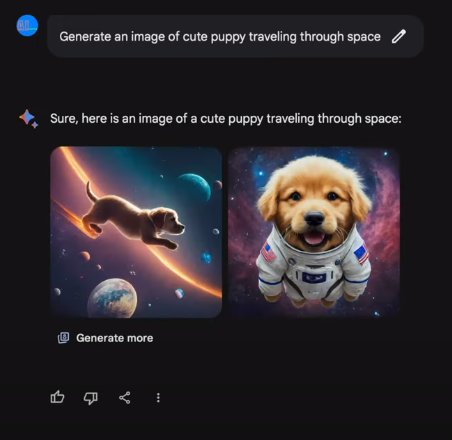 Generate an image of cute puppy traveling through space
Sure, here is an image of a cute puppy traveling through space:
Generate more